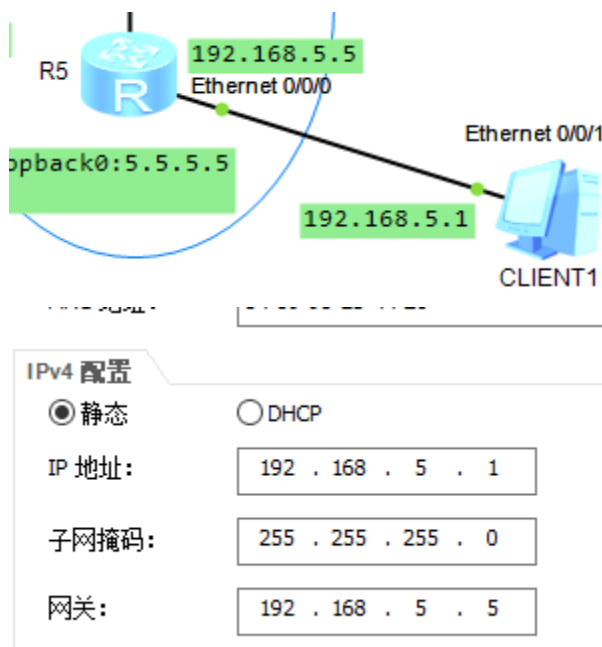 192.168.5.5
R5
R
Ethernet 0/0/0
Ethernet 0/0/1
opback0:5.5.5.5
192.168.5.1
CLIENT1
IPv4 配置
静态
DHCP
IP 地址:
192 . 168 . 5 . 1
子网掩码:
255 . 255 . 255 . 0
网关:
192 . 168 . 5 . 5